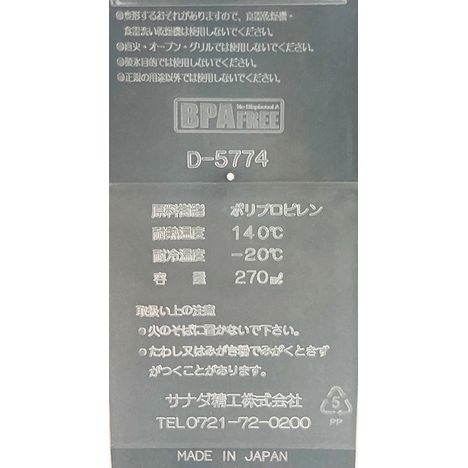 ●変形するおそれがありますので、食器乾燥機・
食器洗い乾燥機は使用しないでください。
●直火・オーブン・グリルでは使用しないでください。
●製氷目的では使用しないでください。
●正規の用途以外では使用しないでください。
BPA FREE
No Bisphenol A
D-5774
原料樹脂 ポリプロピレン
耐熱温度 140℃
耐冷温度 -20℃
容量 270㎖
取扱い上の注意
●火のそばに置かないで下さい。
●たわし又はみがき粉でみがくときず
がつくことがあります。
サナダ精工株式会社
TEL0721-72-0200
5
PP
MADE IN JAPAN